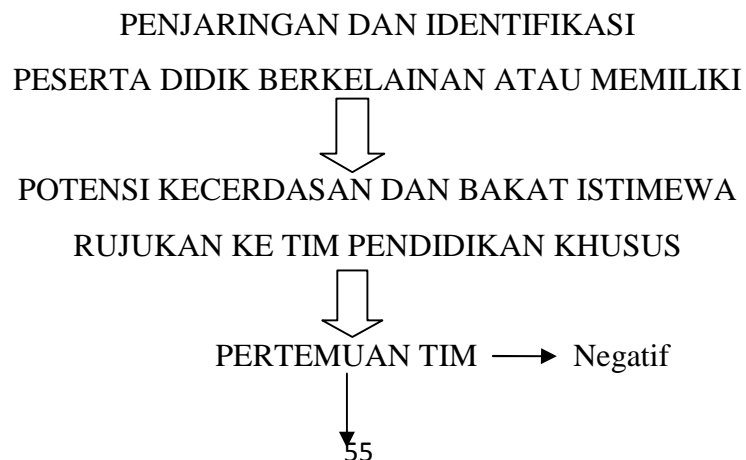 PENJARINGAN DAN IDENTIFIKASI
PESERTA DIDIK BERKELAINAN ATAU MEMILIKI
POTENSI KECERDASAN DAN BAKAT ISTIMEWA
RUJUKAN KE TIM PENDIDIKAN KHUSUS
PERTEMUAN TIM Negatif
55